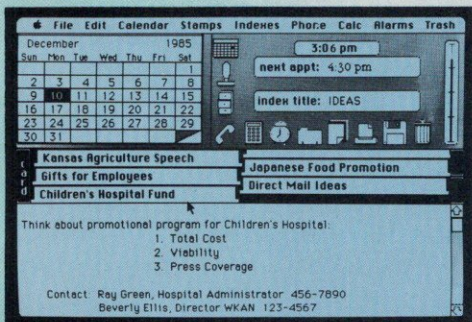 File Edit Calendar Stamps Indexes Phone Calc Alarms Trash
December 1985
Sun Mon Tue Wed Thu Fri Sat
1
2 3 4 5 6 7 8
9 10 11 12 13 14 15
16 17 18 19 20 21 22
23 24 25 26 27 28 29
30 31
3:06 pm
next appt: 4:30 pm
index title: IDEAS
card
Kansas Agriculture Speech
Gifts for Employees
Children's Hospital Fund
Japanese Food Promotion
Direct Mail Ideas
Think about promotional program for Children's Hospital:
1. Total Cost
2. Viability
3. Press Coverage
Contact: Ray Green, Hospital Administrator 456-7890
Beverly Ellis, Director WKAN 123-4567